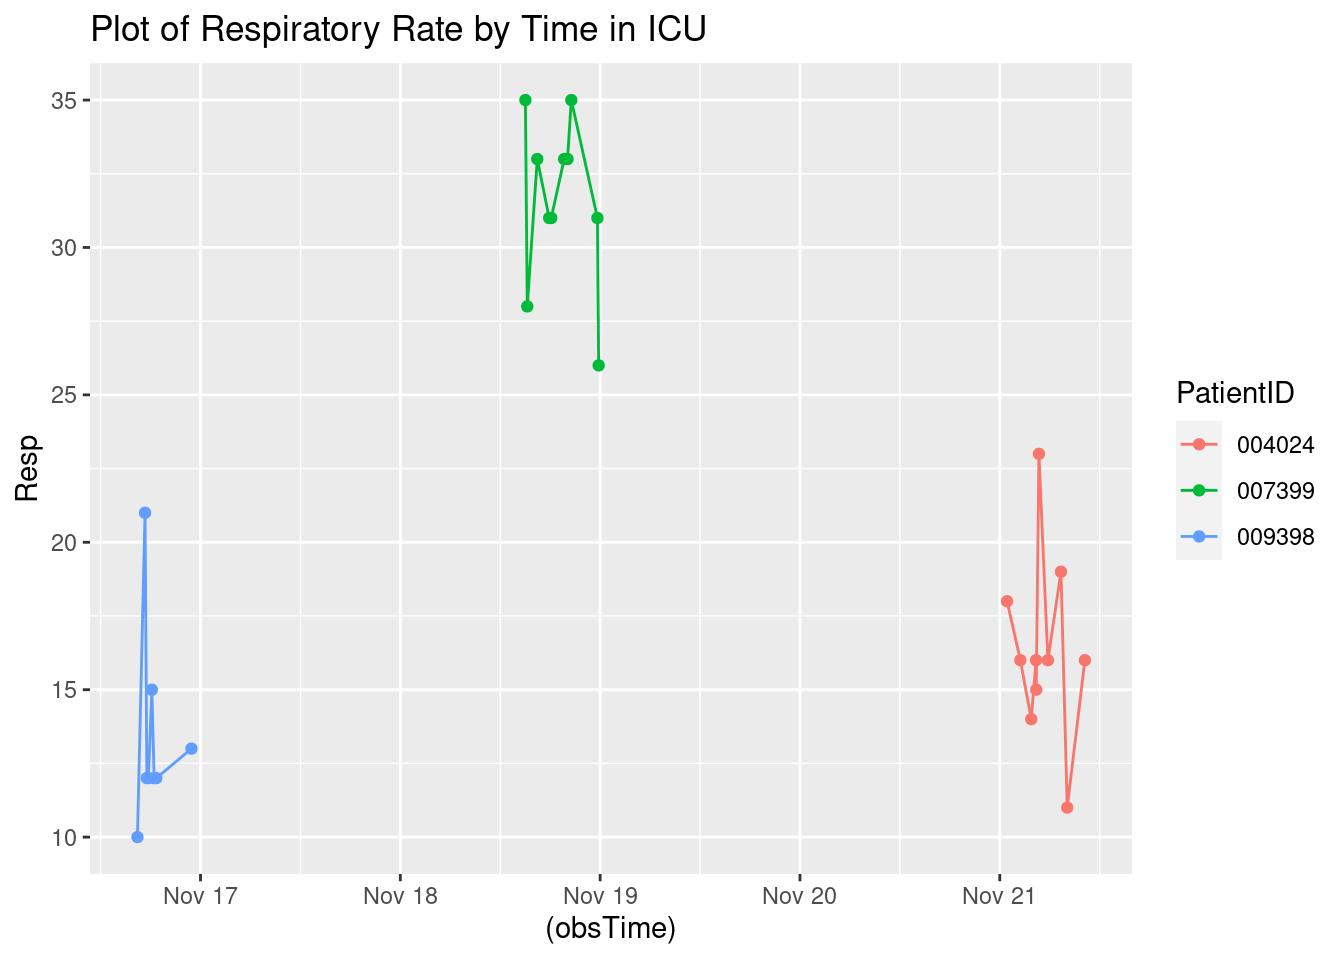 Plot of Respiratory Rate by Time in ICU
35
30
25
20
15
10
Resp
Nov 17
Nov 18
Nov 19
Nov 20
Nov 21
(obsTime)
PatientID
004024
007399
009398